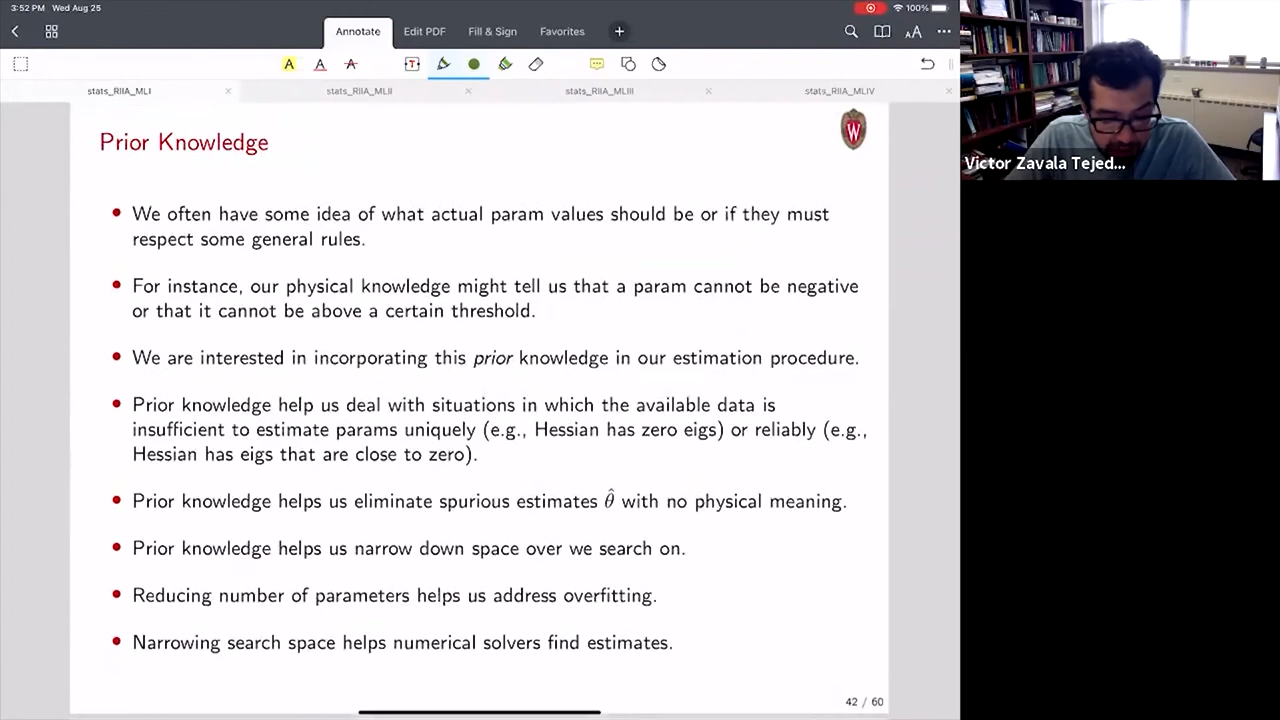 3:52 PM Wed Aug 25
100%
Annotate
Edit PDF
Fill & Sign
Favorites
AA
A
A
A
T
stats_RIIA_MLI
stats_RIIA_MLII
stats_RIIA_MLIII
stats_RIIA_MLIV
W
Prior Knowledge
We often have some idea of what actual param values should be or if they must
respect some general rules.
For instance, our physical knowledge might tell us that a param cannot be negative
or that it cannot be above a certain threshold.
We are interested in incorporating this prior knowledge in our estimation procedure.
Prior knowledge help us deal with situations in which the available data is
insufficient to estimate params uniquely (e.g., Hessian has zero eigs) or reliably (e.g.,
Hessian has eigs that are close to zero).
Prior knowledge helps us eliminate spurious estimates θ̂ with no physical meaning.
Prior knowledge helps us narrow down space over we search on.
Reducing number of parameters helps us address overfitting.
Narrowing search space helps numerical solvers find estimates.
42 / 60
Victor Zavala Tejed...